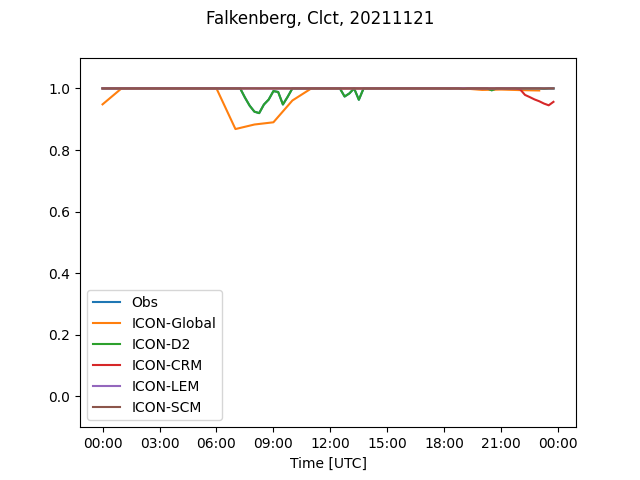 Falkenberg, Clct, 20211121
1.0
0.8
0.6
0.4
0.2
0.0
Obs
ICON-Global
ICON-D2
ICON-CRM
ICON-LEM
ICON-SCM
00:00 03:00 06:00 09:00 12:00 15:00 18:00 21:00 00:00
Time [UTC]